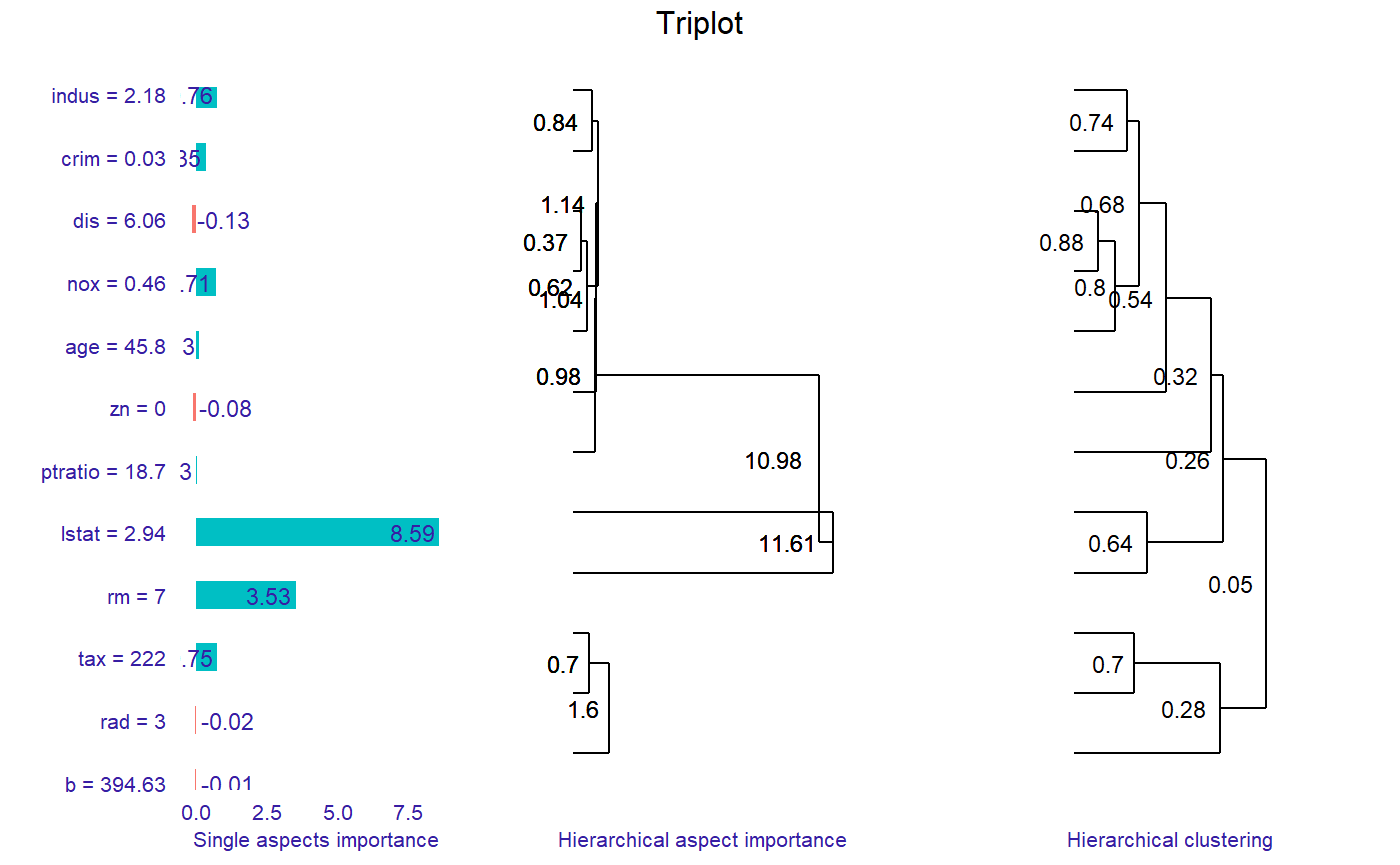 Triplot
indus = 2.18 .76
crim = 0.03 35
dis = 6.06 -0.13
nox = 0.46 .71
age = 45.8 3
zn = 0 -0.08
ptratio = 18.7 3
lstat = 2.94 8.59
rm = 7 3.53
tax = 222 .75
rad = 3 -0.02
b = 394.63 -0.01
0.0 2.5 5.0 7.5
Single aspects importance
0.84
1.14
0.37
0.62
1.04
0.98
10.98
11.61
0.7
1.6
Hierarchical aspect importance
0.74
0.68
0.88
0.8
0.54
0.32
0.26
0.64
0.05
0.7
0.28
Hierarchical clustering